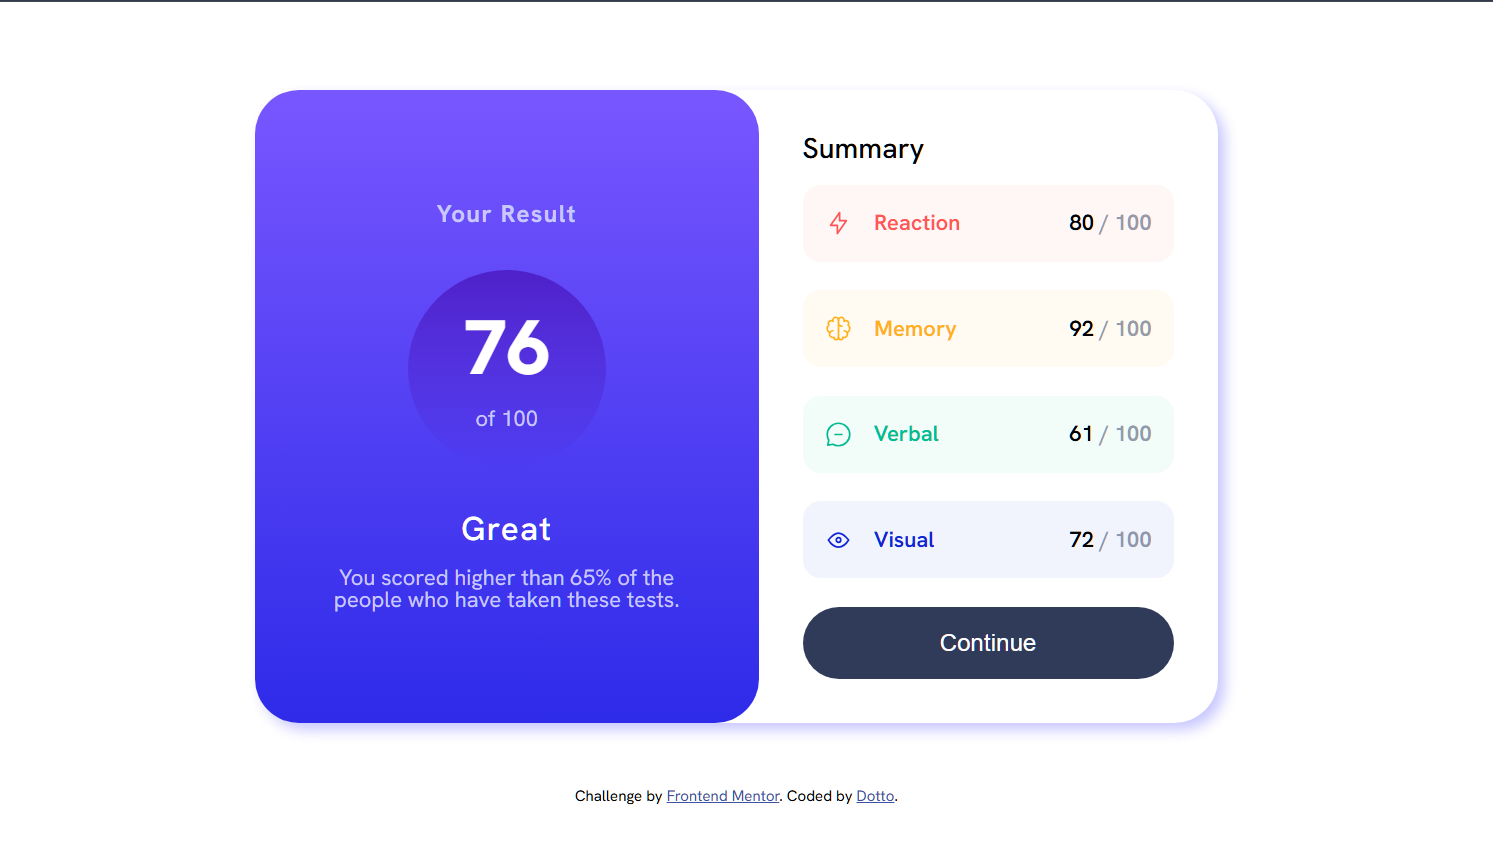 Your Result
76
of 100
Great
You scored higher than 65% of the
people who have taken these tests.
Summary
Reaction 80 / 100
Memory 92 / 100
Verbal 61 / 100
Visual 72 / 100
Continue
Challenge by Frontend Mentor. Coded by Dotto.